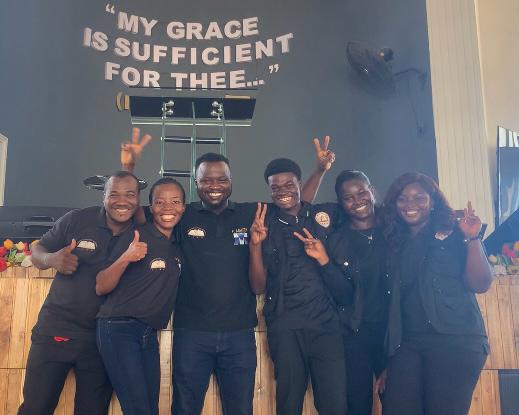 “MY GRACE
IS SUFFICIENT
FOR THEE...”